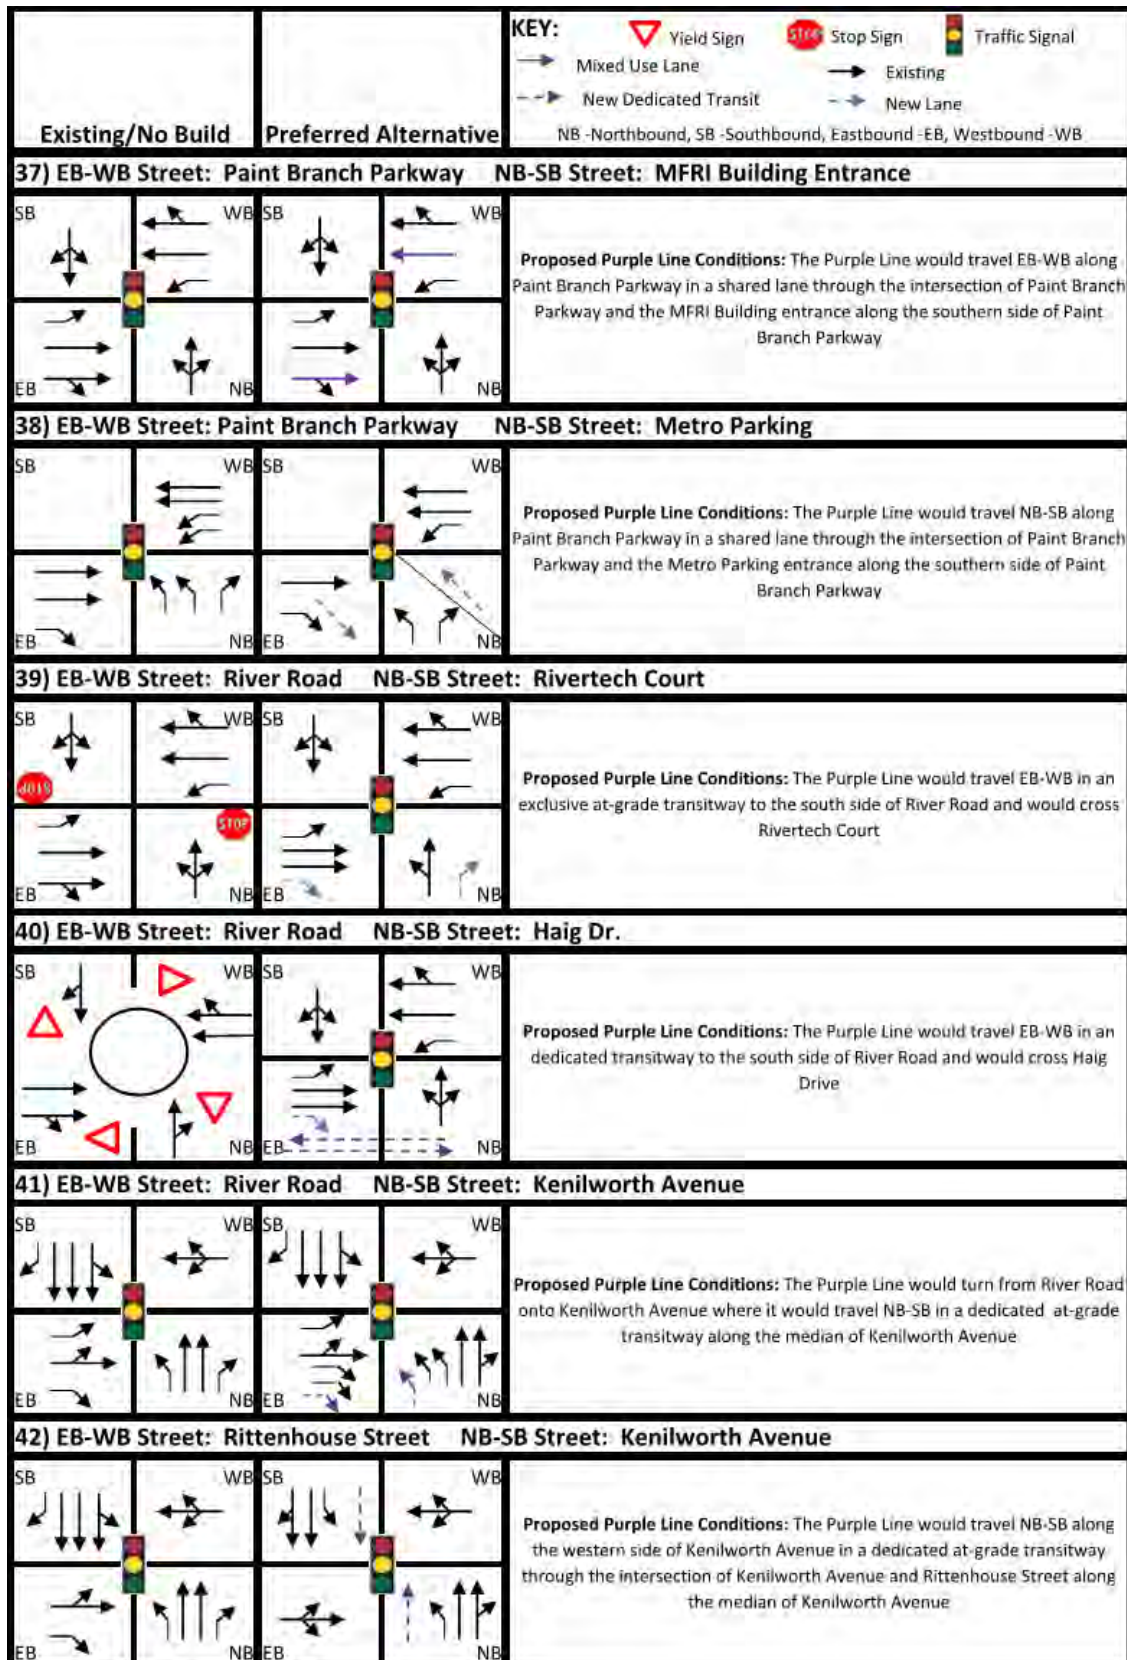 KEY:
Yield Sign
STOP
Stop Sign
Traffic Signal
Mixed Use Lane
Existing
New Dedicated Transit
New Lane
Existing/No Build
Preferred Alternative
NB -Northbound, SB -Southbound, Eastbound -EB, Westbound -WB
37) EB-WB Street: Paint Branch Parkway NB-SB Street: MFRI Building Entrance
SB WB SB WB
Proposed Purple Line Conditions: The Purple Line would travel EB-WB along
Paint Branch Parkway in a shared lane through the intersection of Paint Branch
Parkway and the MFRI Building entrance along the southern side of Paint
Branch Parkway
EB NB EB NB
38) EB-WB Street: Paint Branch Parkway NB-SB Street: Metro Parking
SB WB SB WB
Proposed Purple Line Conditions: The Purple Line would travel NB-SB along
Paint Branch Parkway in a shared lane through the intersection of Paint Branch
Parkway and the Metro Parking entrance along the southern side of Paint
Branch Parkway
EB NB EB NB
39) EB-WB Street: River Road NB-SB Street: Rivertech Court
SB WB SB WB
STOP
Proposed Purple Line Conditions: The Purple Line would travel EB-WB in an
exclusive at-grade transitway to the south side of River Road and would cross
Rivertech Court
STOP
EB NB EB NB
40) EB-WB Street: River Road NB-SB Street: Haig Dr.
SB WB SB WB
Proposed Purple Line Conditions: The Purple Line would travel EB-WB in an
dedicated transitway to the south side of River Road and would cross Haig
Drive
EB NB EB NB
41) EB-WB Street: River Road NB-SB Street: Kenilworth Avenue
SB WB SB WB
Proposed Purple Line Conditions: The Purple Line would turn from River Road
onto Kenilworth Avenue where it would travel NB-SB in a dedicated at-grade
transitway along the median of Kenilworth Avenue
EB NB EB NB
42) EB-WB Street: Rittenhouse Street NB-SB Street: Kenilworth Avenue
SB WB SB WB
Proposed Purple Line Conditions: The Purple Line would travel NB-SB along
the western side of Kenilworth Avenue in a dedicated at-grade transitway
through the intersection of Kenilworth Avenue and Rittenhouse Street along
the median of Kenilworth Avenue
EB NB EB NB